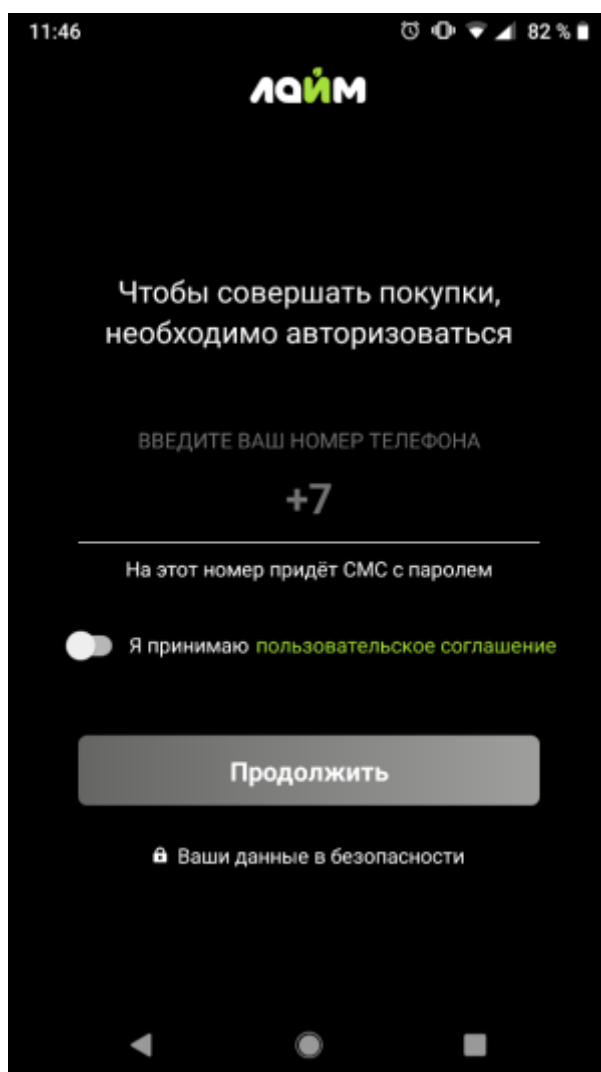 11:46
82 %
лайм
Чтобы совершать покупки,
необходимо авторизоваться
ВВЕДИТЕ ВАШ НОМЕР ТЕЛЕФОНА
+7
На этот номер придёт СМС с паролем
Я принимаю пользовательское соглашение
Продолжить
Ваши данные в безопасности